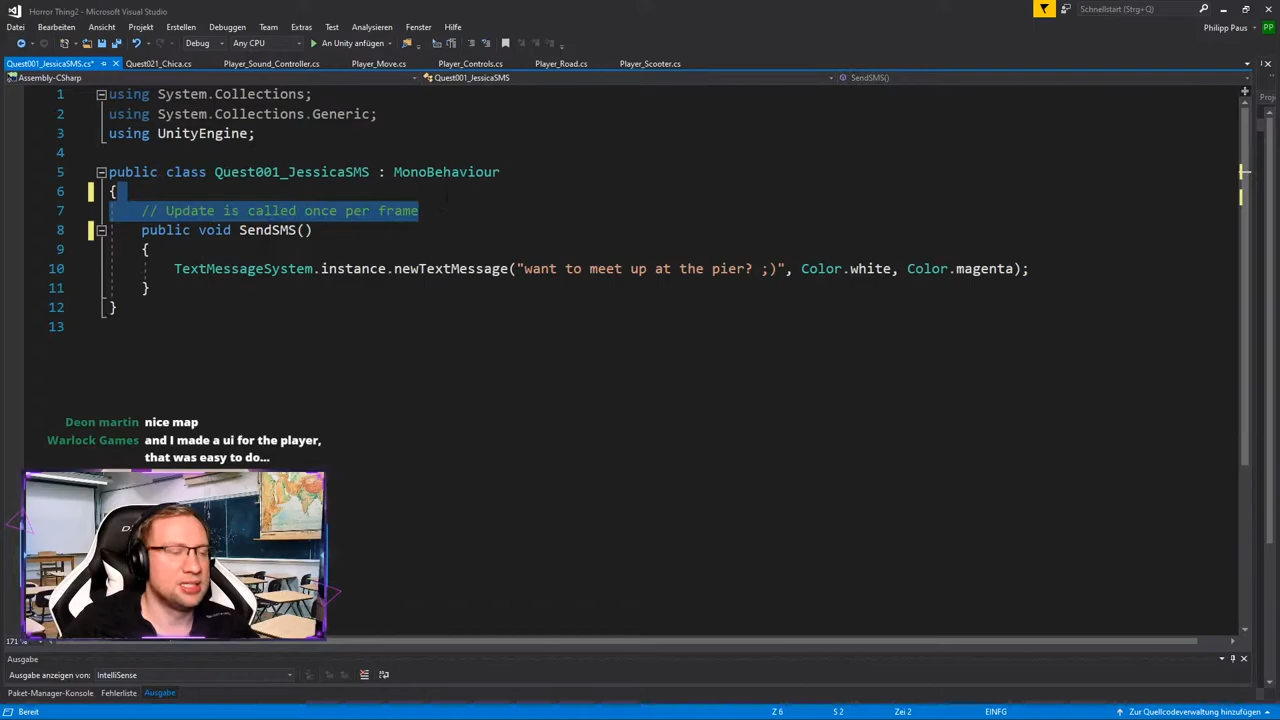 Horror Thing2 - Microsoft Visual Studio
Schnellstart (Strg+Q)
Datei Bearbeiten Ansicht Projekt Erstellen Debuggen Team Extras Test Analysieren Fenster Hilfe
Philipp Paus PP
Debug Any CPU An Unity anfügen
Quest001_JessicaSMS.cs* Quest021_Chica.cs Player_Sound_Controller.cs Player_Move.cs Player_Controls.cs Player_Road.cs Player_Scooter.cs
Assembly-CSharp Quest001_JessicaSMS SendSMS()
Proj
1 using System.Collections;
2 using System.Collections.Generic;
3 using UnityEngine;
4
5 public class Quest001_JessicaSMS : MonoBehaviour
6 {
7 // Update is called once per frame
8 public void SendSMS()
9 {
10 TextMessageSystem.instance.newTextMessage("want to meet up at the pier? ;)", Color.white, Color.magenta);
11 }
12 }
13
Deon martin nice map
Warlock Games and I made a ui for the player,
that was easy to do...
171 %
Ausgabe
Ausgabe anzeigen von: IntelliSense
Paket-Manager-Konsole Fehlerliste Ausgabe
Bereit Z 6 S 2 Zei 2 EINFG Zur Quellcodeverwaltung hinzufügen